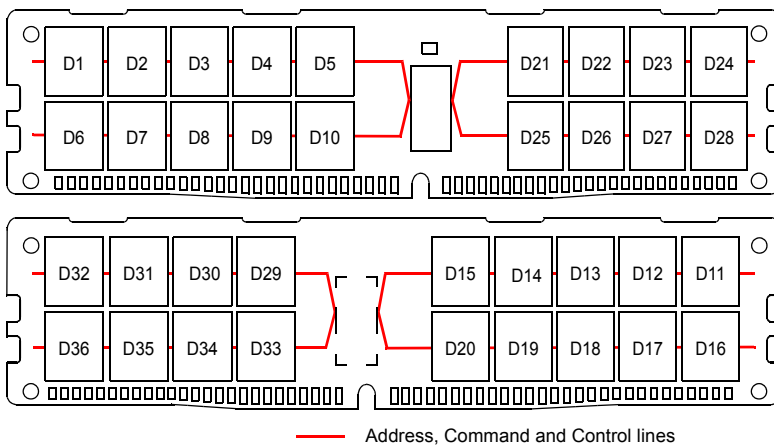 D1 D2 D3 D4 D5 D21 D22 D23 D24
D6 D7 D8 D9 D10 D25 D26 D27 D28
D32 D31 D30 D29 D15 D14 D13 D12 D11
D36 D35 D34 D33 D20 D19 D18 D17 D16
Address, Command and Control lines